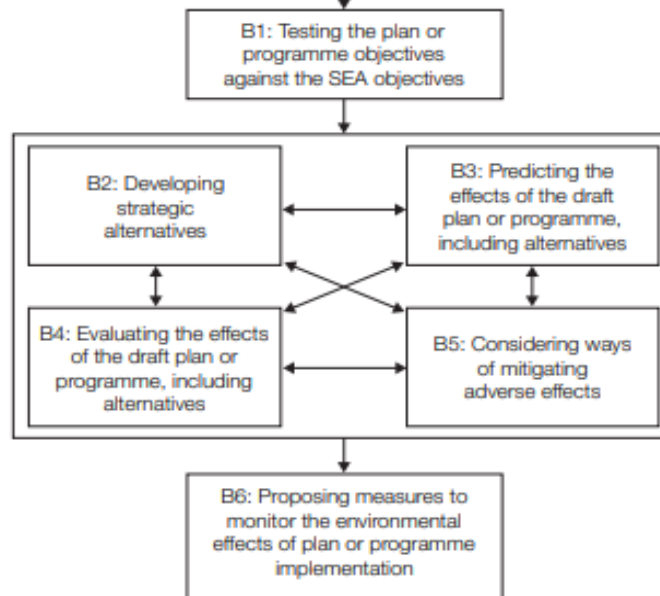 B1: Testing the plan or
programme objectives
against the SEA objectives
B2: Developing
strategic
alternatives
B3: Predicting the
effects of the draft
plan or programme,
including alternatives
B4: Evaluating the effects
of the draft plan or
programme, including
alternatives
B5: Considering ways
of mitigating
adverse effects
B6: Proposing measures to
monitor the environmental
effects of plan or programme
implementation